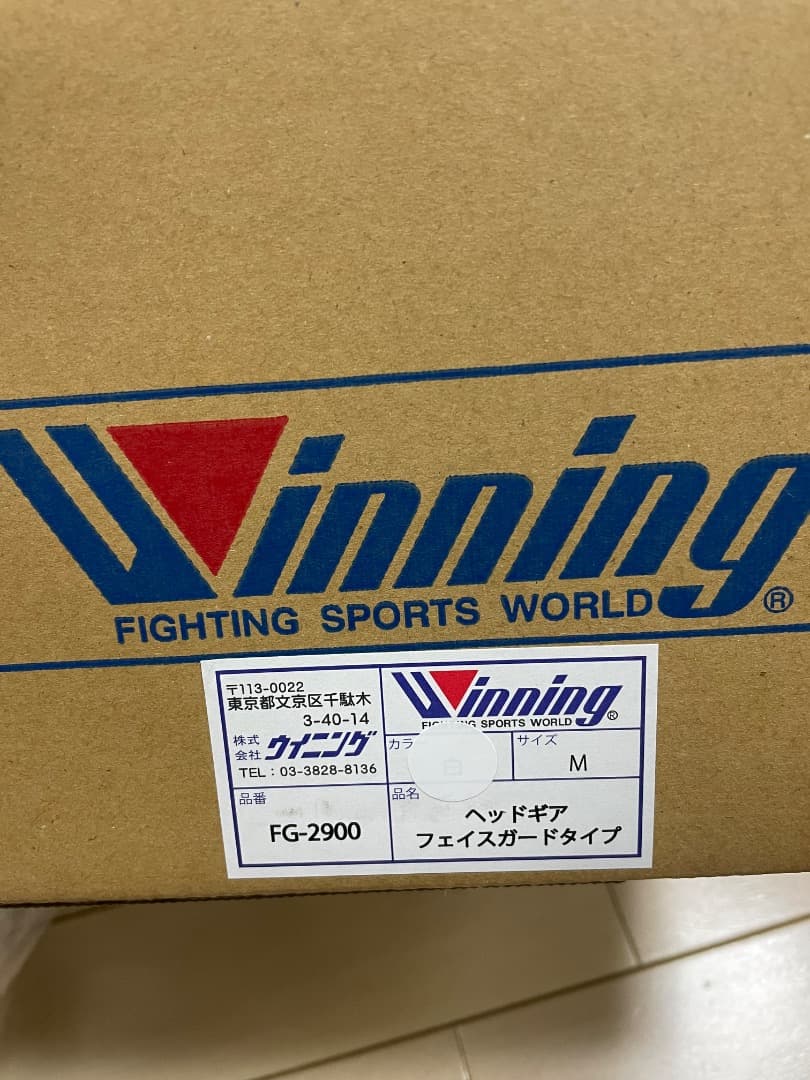 Winning®
FIGHTING SPORTS WORLD
〒113-0022
東京都文京区千駄木
3-40-14
株式会社 ウイニング
TEL：03-3828-8136
Winning®
FIGHTING SPORTS WORLD
カラ
白
サイズ
M
品番
FG-2900
品名
ヘッドギア
フェイスガードタイプ